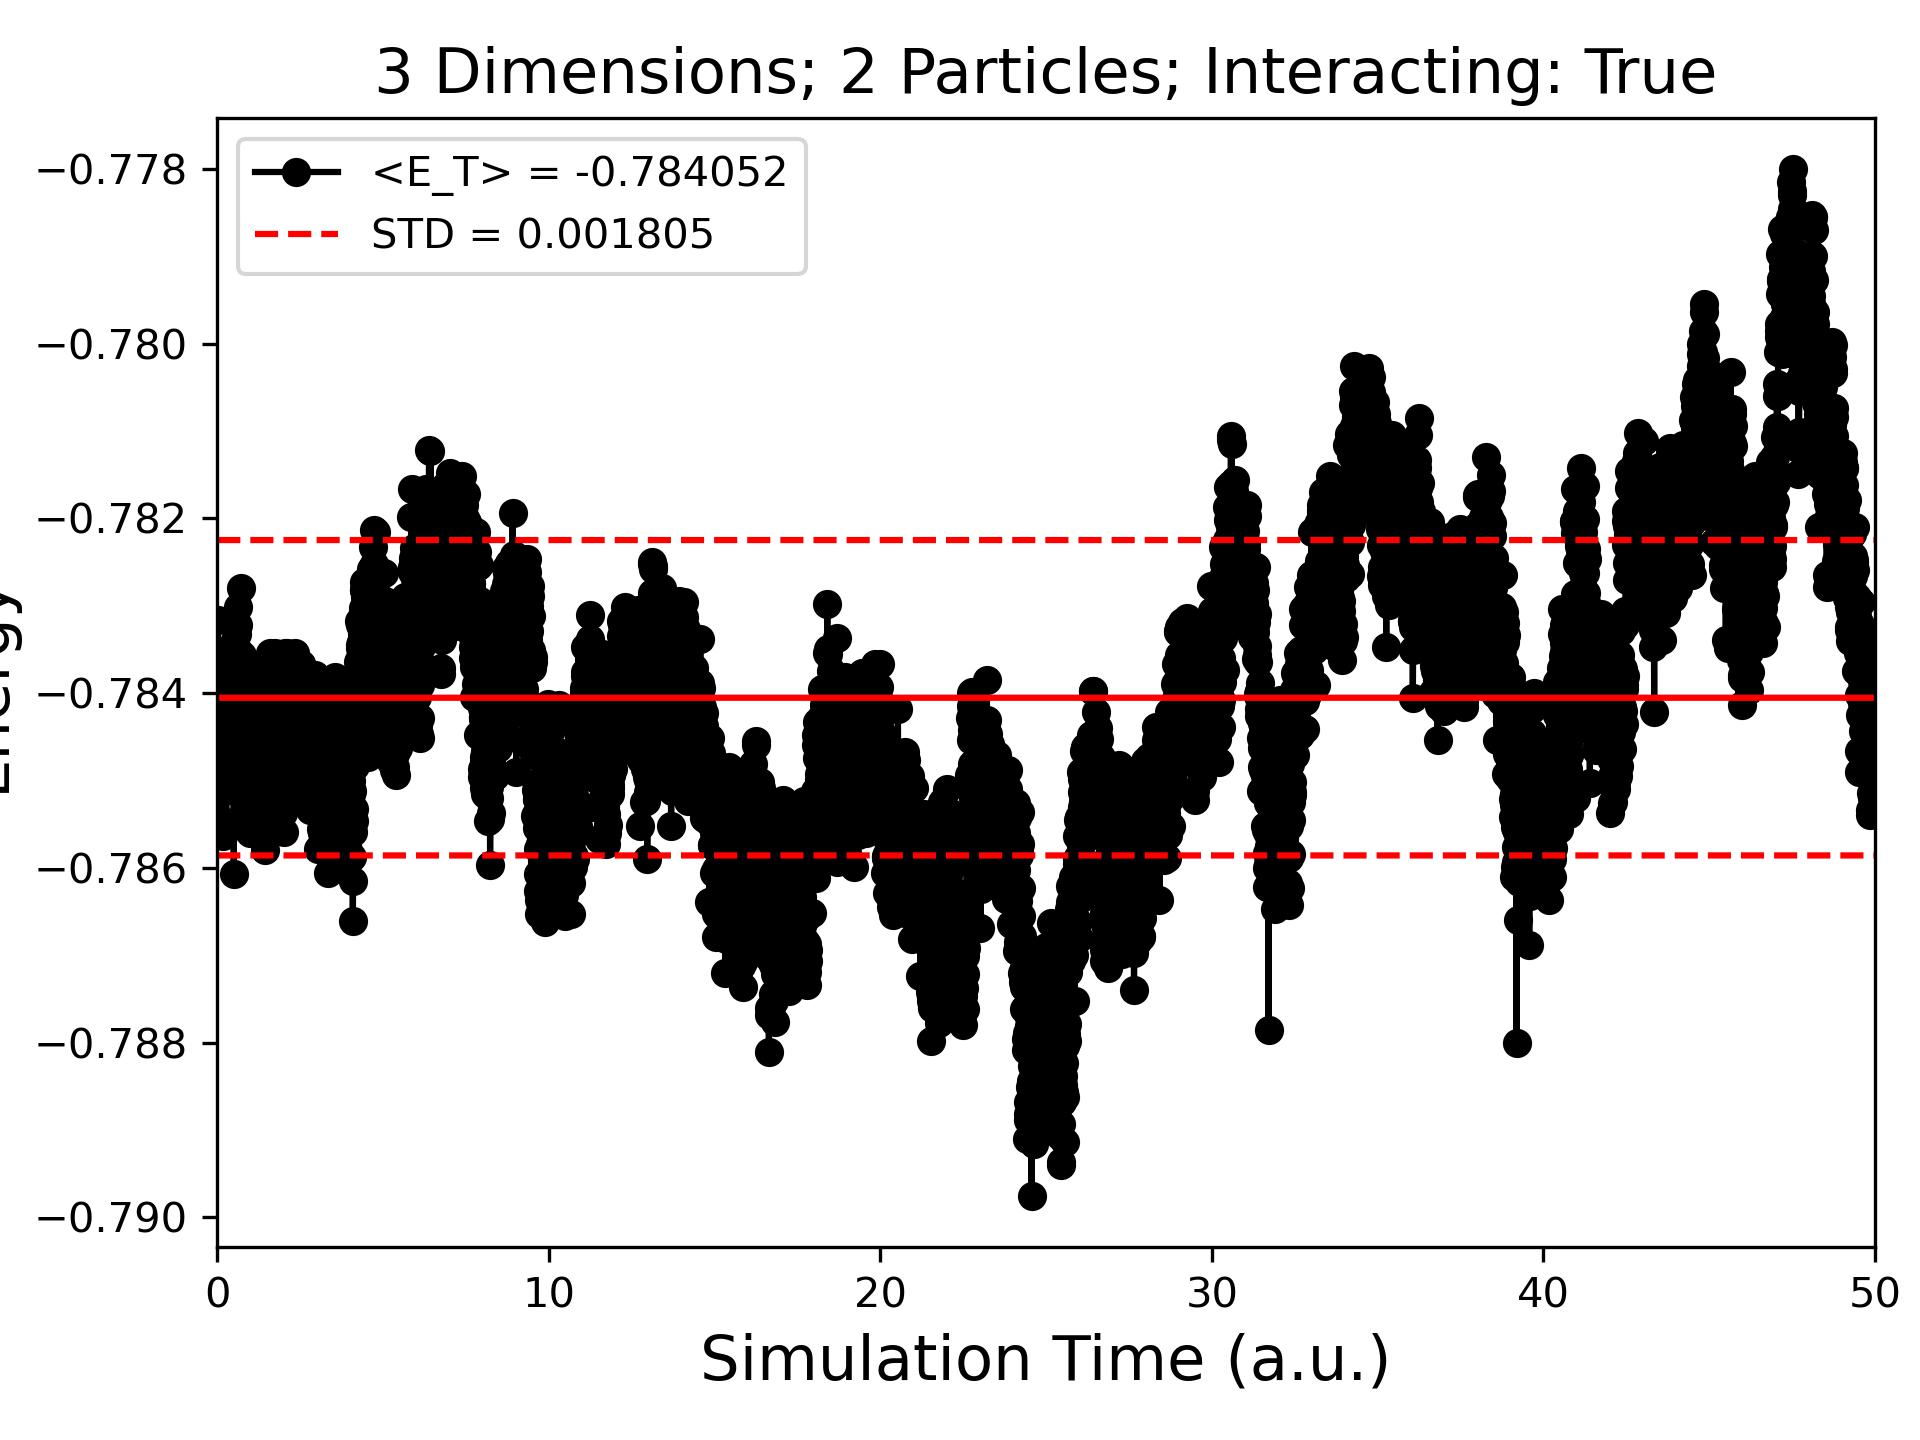 3 Dimensions; 2 Particles; Interacting: True
<E_T> = -0.784052
STD = 0.001805
−0.778
−0.780
−0.782
−0.784
−0.786
−0.788
−0.790
Energy
0 10 20 30 40 50
Simulation Time (a.u.)